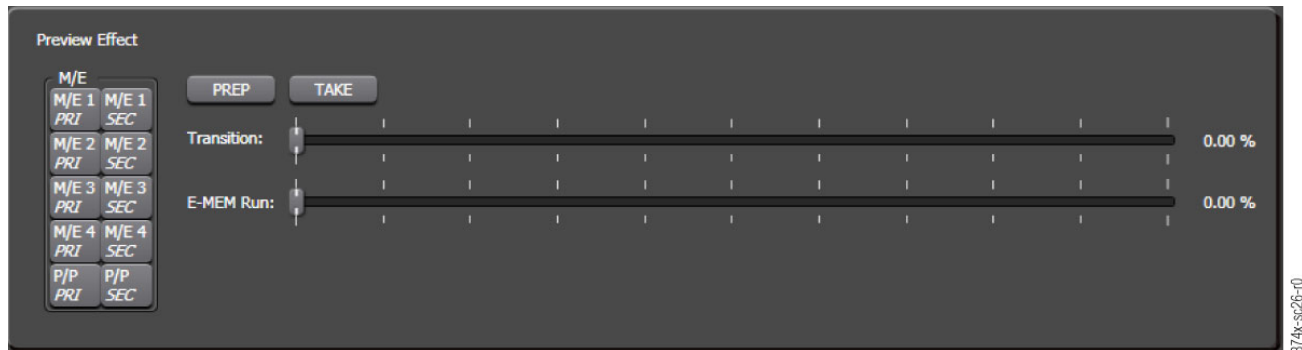 Preview Effect
M/E
M/E 1 M/E 1
PRI SEC
M/E 2 M/E 2
PRI SEC
M/E 3 M/E 3
PRI SEC
M/E 4 M/E 4
PRI SEC
P/P P/P
PRI SEC
PREP TAKE
Transition: 0.00 %
E-MEM Run: 0.00 %
874x-sc26-r0